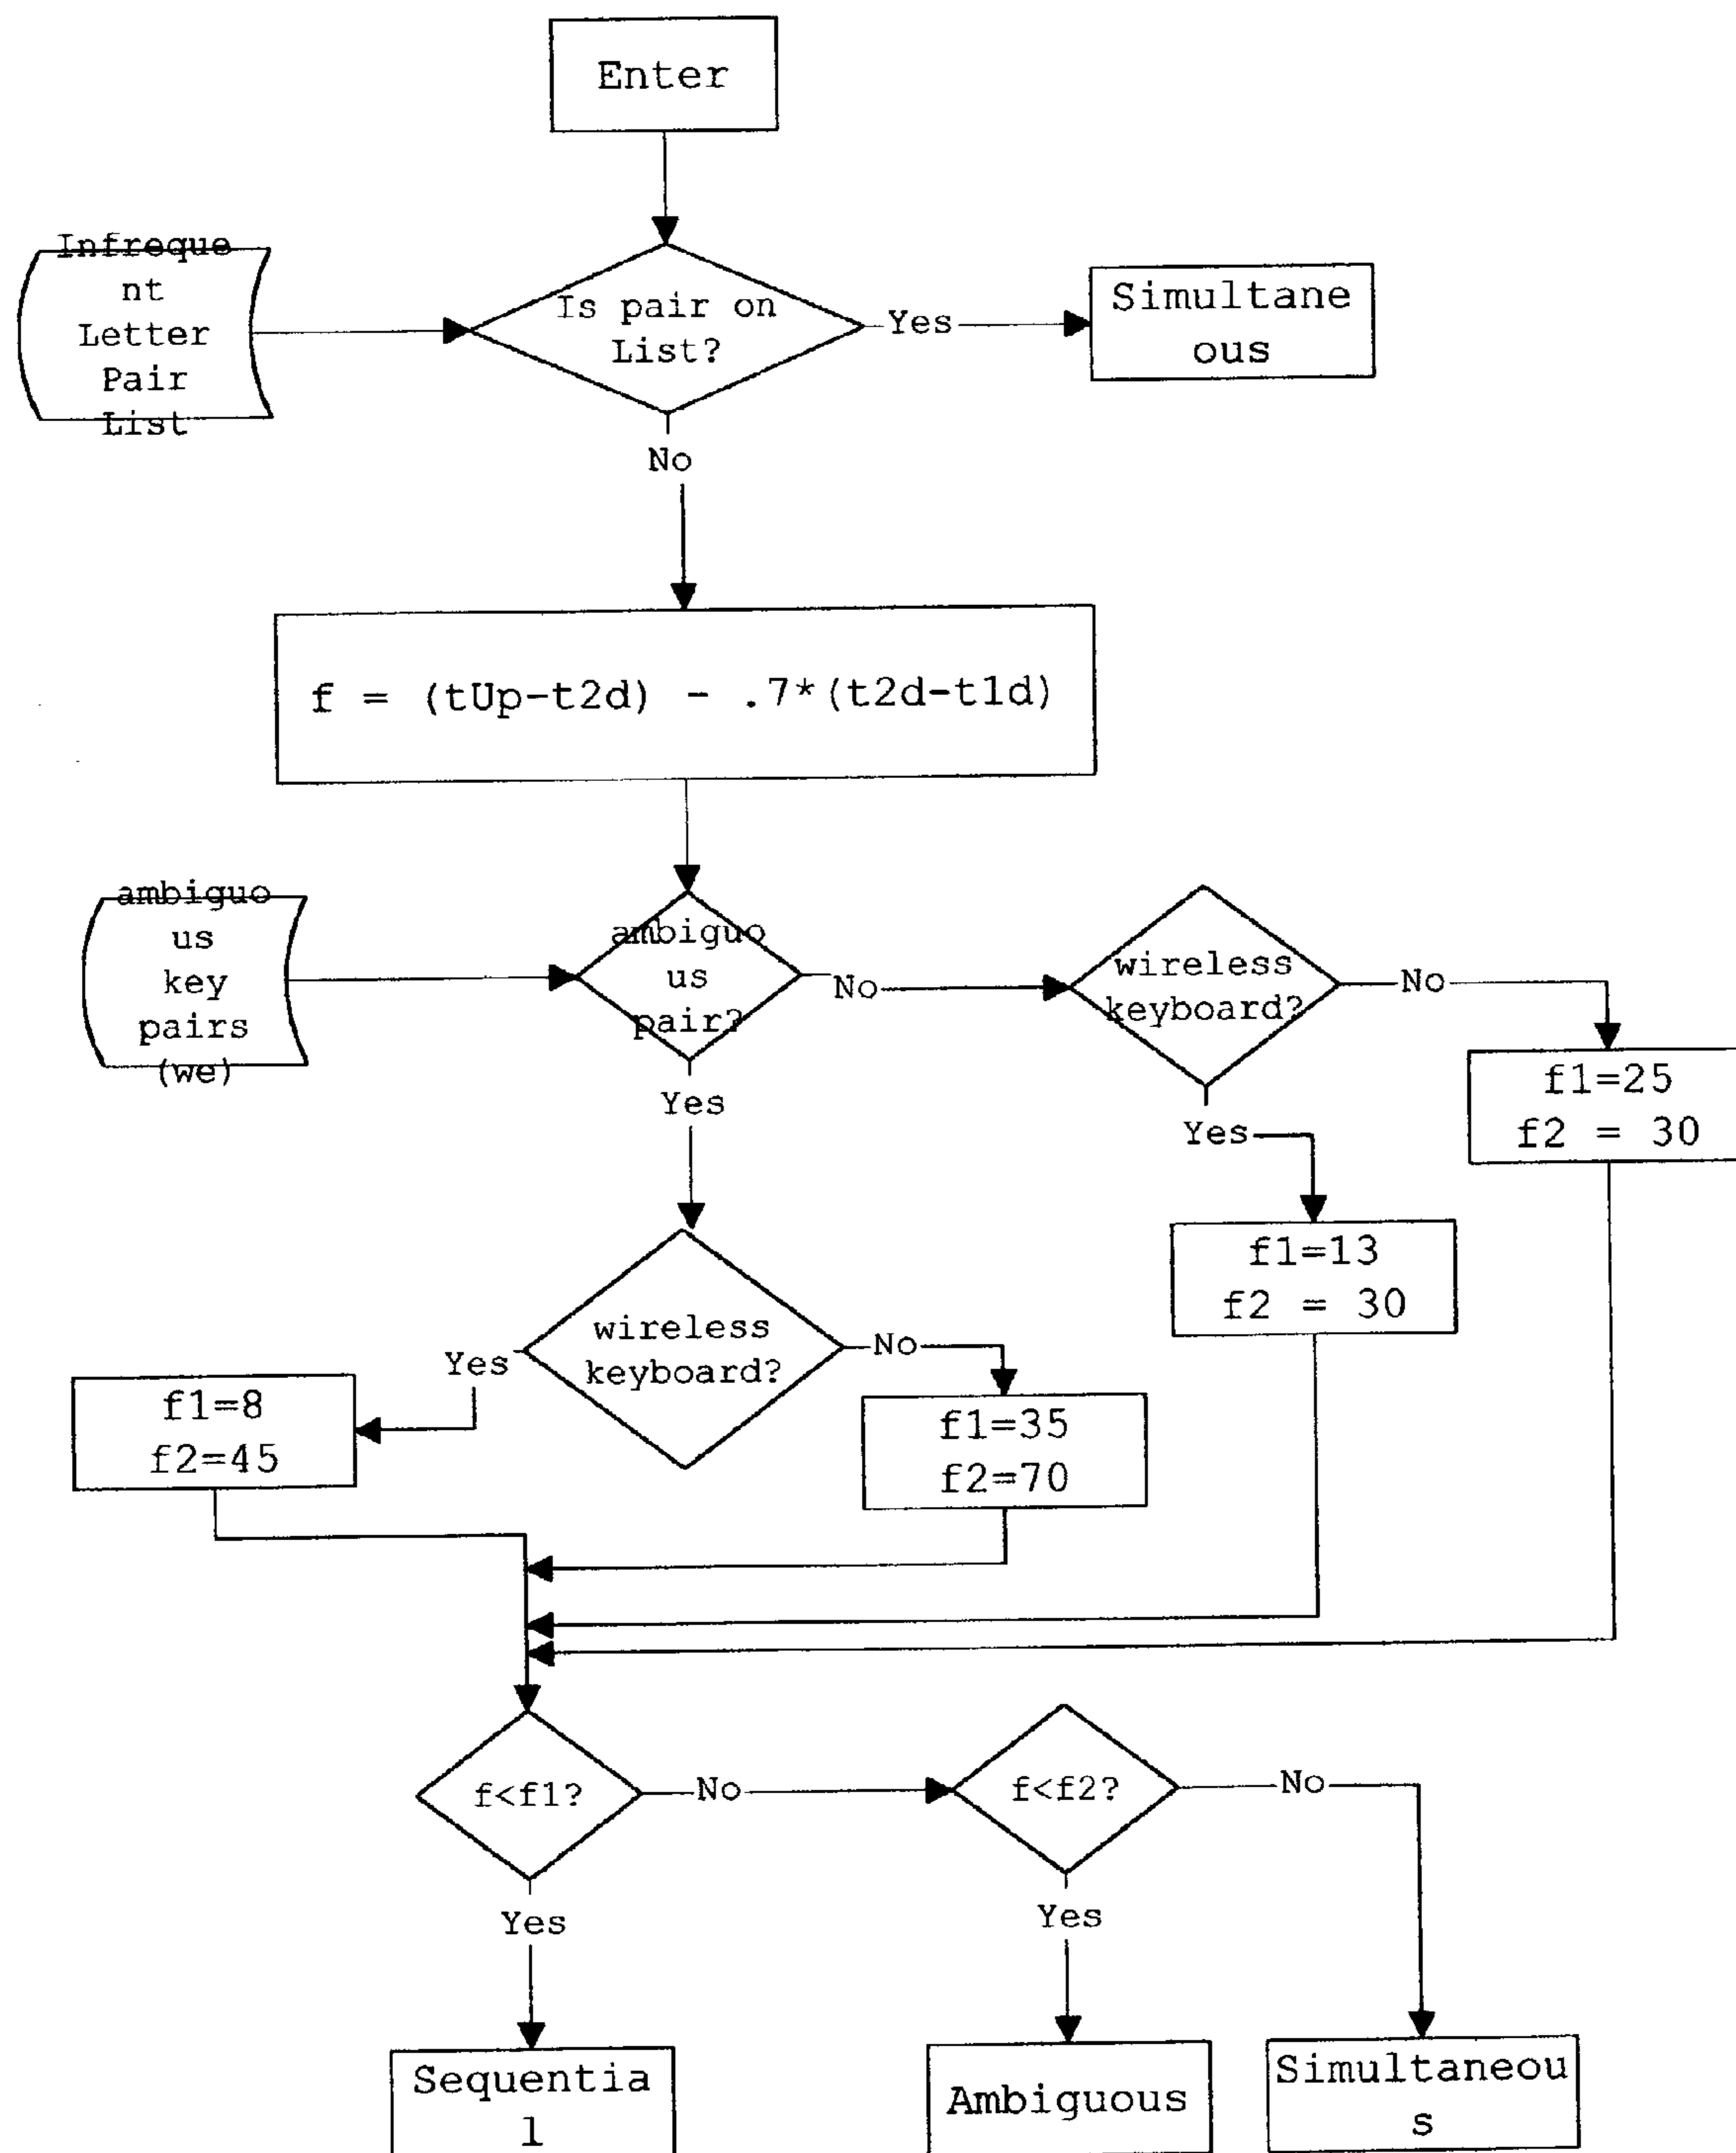 Enter
Infreque
nt
Letter
Pair
List
Is pair on
List?
Yes
Simultane
ous
No
f = (tUp-t2d) - .7*(t2d-t1d)
ambiguo
us
key
pairs
(we)
ambiguo
us
pair?
No
wireless
keyboard?
No
f1=25
f2 = 30
Yes
Yes
f1=13
f2 = 30
wireless
keyboard?
Yes
No
f1=8
f2=45
f1=35
f2=70
f<f1?
No
f<f2?
No
Yes
Yes
Sequentia
l
Ambiguous
Simultaneou
s